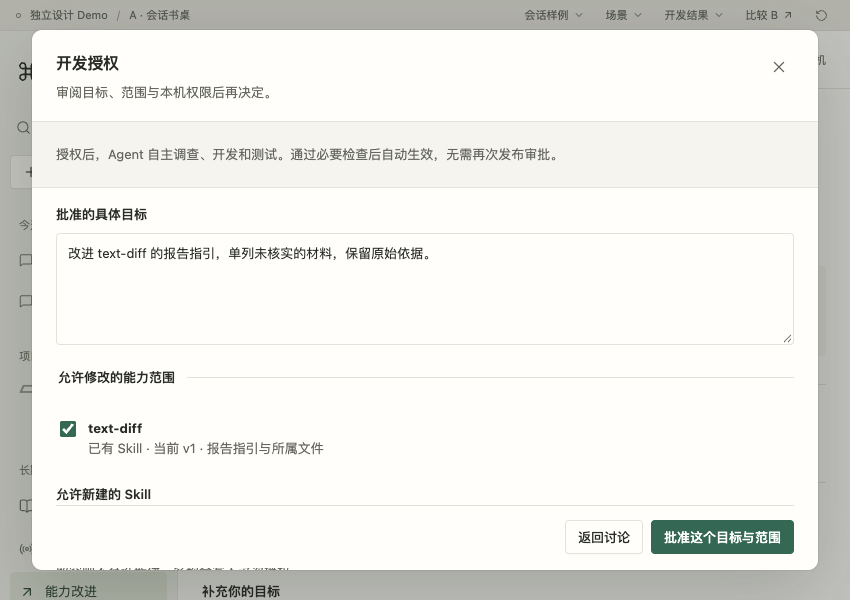 独立设计 Demo / A · 会话书桌
会话样例
场景
开发结果
比较 B ↗
开发授权
审阅目标、范围与本机权限后再决定。
授权后，Agent 自主调查、开发和测试。通过必要检查后自动生效，无需再次发布审批。
批准的具体目标
改进 text-diff 的报告指引，单列未核实的材料，保留原始依据。
允许修改的能力范围
text-diff
已有 Skill · 当前 v1 · 报告指引与所属文件
允许新建的 Skill
返回讨论
批准这个目标与范围
能力改进
补充你的目标